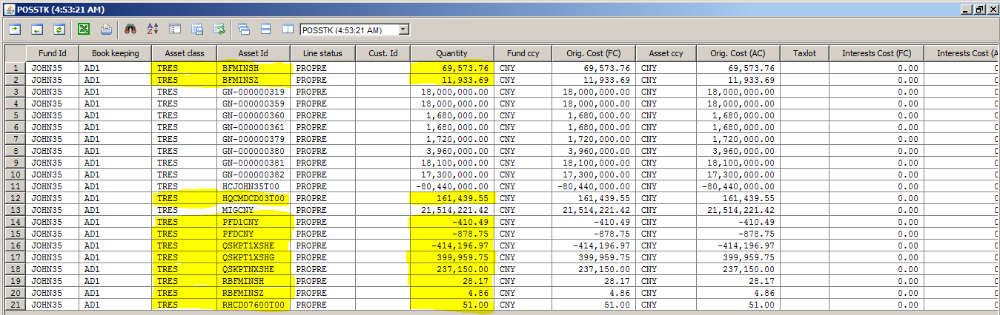 POSSTK (4:53:21 AM)
POSSTK (4:53:21 AM)
Fund Id Book keeping Asset class Asset Id Line status Cust. Id Quantity Fund ccy Orig. Cost (FC) Asset ccy Orig. Cost (AC) Taxlot Interests Cost (FC) Interests Cost (A
1 JOHN35 AD1 TRES BFMINSH PROPRE 69,573.76 CNY 69,573.76 CNY 69,573.76 0.00 0
2 JOHN35 AD1 TRES BFMINSZ PROPRE 11,933.69 CNY 11,933.69 CNY 11,933.69 0.00 0
3 JOHN35 AD1 TRES GN-000000319 PROPRE 18,000,000.00 CNY 18,000,000.00 CNY 18,000,000.00 0.00 0
4 JOHN35 AD1 TRES GN-000000359 PROPRE 18,000,000.00 CNY 18,000,000.00 CNY 18,000,000.00 0.00 0
5 JOHN35 AD1 TRES GN-000000360 PROPRE 1,680,000.00 CNY 1,680,000.00 CNY 1,680,000.00 0.00 0
6 JOHN35 AD1 TRES GN-000000361 PROPRE 1,680,000.00 CNY 1,680,000.00 CNY 1,680,000.00 0.00 0
7 JOHN35 AD1 TRES GN-000000379 PROPRE 1,720,000.00 CNY 1,720,000.00 CNY 1,720,000.00 0.00 0
8 JOHN35 AD1 TRES GN-000000380 PROPRE 3,960,000.00 CNY 3,960,000.00 CNY 3,960,000.00 0.00 0
9 JOHN35 AD1 TRES GN-000000381 PROPRE 18,100,000.00 CNY 18,100,000.00 CNY 18,100,000.00 0.00 0
10 JOHN35 AD1 TRES GN-000000382 PROPRE 17,300,000.00 CNY 17,300,000.00 CNY 17,300,000.00 0.00 0
11 JOHN35 AD1 TRES HCJOHN35T00 PROPRE -80,440,000.00 CNY -80,440,000.00 CNY -80,440,000.00 0.00 0
12 JOHN35 AD1 TRES HQCMDCD03T00 PROPRE 161,439.55 CNY 161,439.55 CNY 161,439.55 0.00 0
13 JOHN35 AD1 TRES MIGCNY PROPRE 21,514,221.42 CNY 21,514,221.42 CNY 21,514,221.42 0.00 0
14 JOHN35 AD1 TRES PFD1CNY PROPRE -410.49 CNY -410.49 CNY -410.49 0.00 0
15 JOHN35 AD1 TRES PFDCNY PROPRE -878.75 CNY -878.75 CNY -878.75 0.00 0
16 JOHN35 AD1 TRES QSKPT1XSHE PROPRE -414,196.97 CNY -414,196.97 CNY -414,196.97 0.00 0
17 JOHN35 AD1 TRES QSKPT1XSHG PROPRE 399,959.75 CNY 399,959.75 CNY 399,959.75 0.00 0
18 JOHN35 AD1 TRES QSKPTNXSHE PROPRE 237,150.00 CNY 237,150.00 CNY 237,150.00 0.00 0
19 JOHN35 AD1 TRES RBFMINSH PROPRE 28.17 CNY 28.17 CNY 28.17 0.00 0
20 JOHN35 AD1 TRES RBFMINSZ PROPRE 4.86 CNY 4.86 CNY 4.86 0.00 0
21 JOHN35 AD1 TRES RHCD07600T00 PROPRE 51.00 CNY 51.00 CNY 51.00 0.00 0